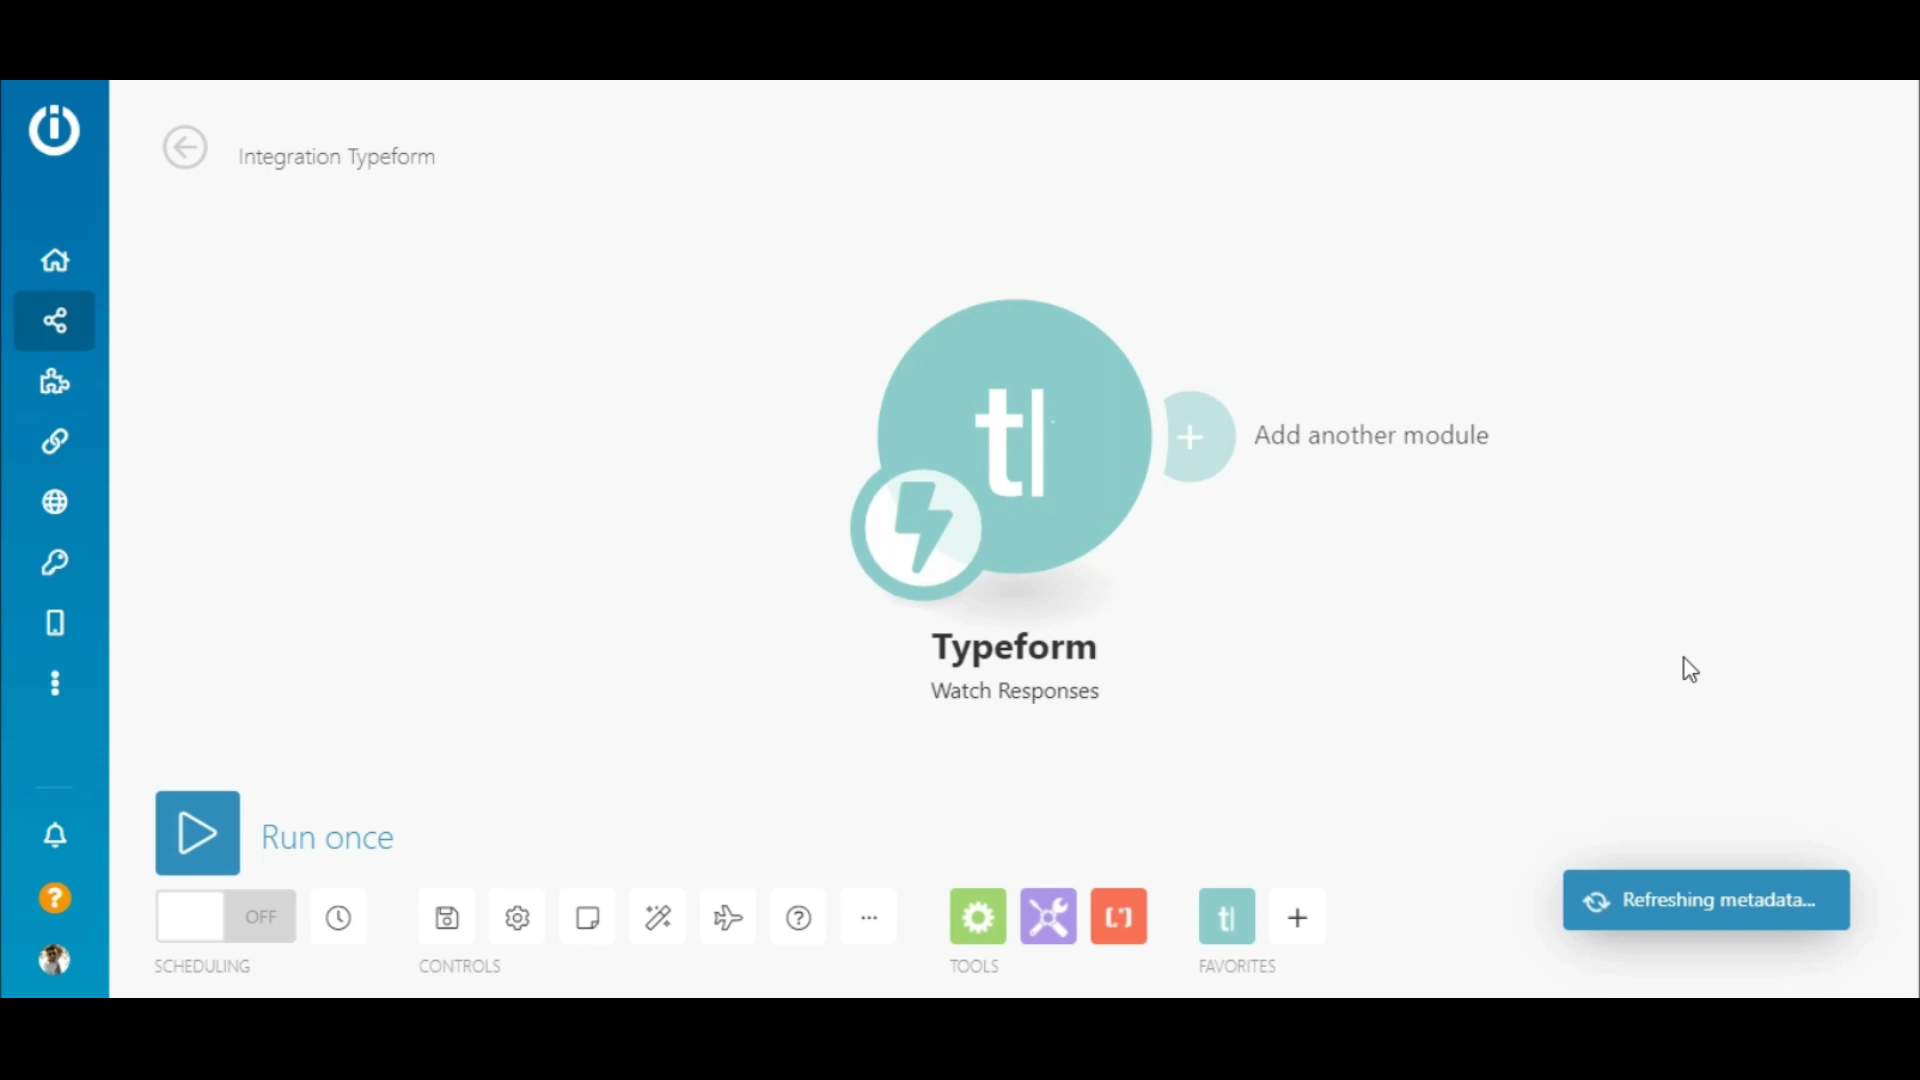 Integration Typeform
tl
Add another module
Typeform
Watch Responses
Run once
OFF
tl
Refreshing metadata...
SCHEDULING
CONTROLS
TOOLS
FAVORITES